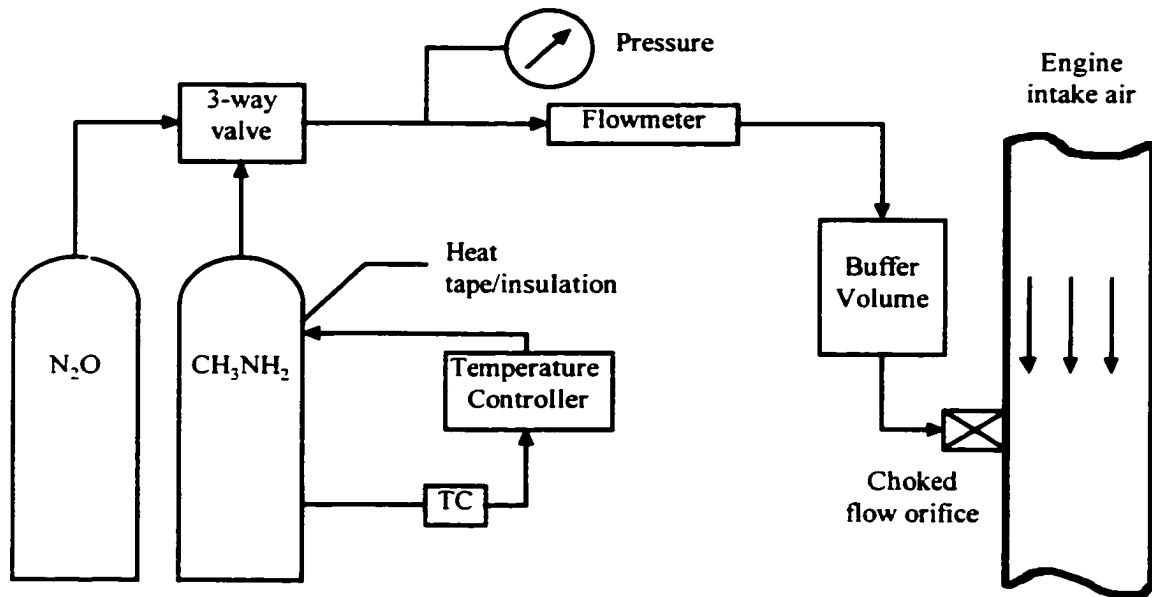 Pressure
Engine
intake air
3-way
valve
Flowmeter
Heat
tape/insulation
Buffer
Volume
N₂O
CH₃NH₂
Temperature
Controller
TC
Choked
flow orifice